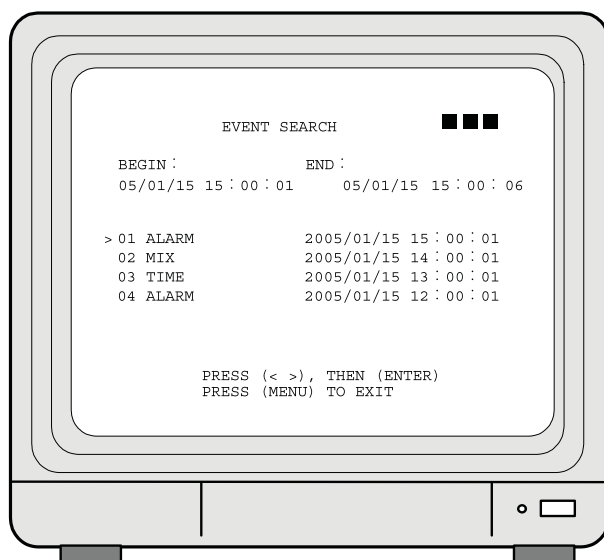 EVENT SEARCH
BEGIN: END:
05/01/15 15:00:01 05/01/15 15:00:06
>01 ALARM 2005/01/15 15:00:01
02 MIX 2005/01/15 14:00:01
03 TIME 2005/01/15 13:00:01
04 ALARM 2005/01/15 12:00:01
PRESS (< >), THEN (ENTER)
PRESS (MENU) TO EXIT